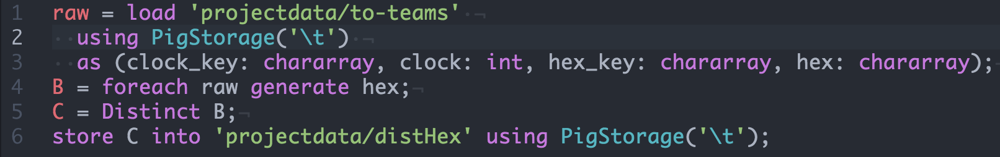 1 raw = load 'projectdata/to-teams'
2 using PigStorage('\t')
3 as (clock_key: chararray, clock: int, hex_key: chararray, hex: chararray);
4 B = foreach raw generate hex;
5 C = Distinct B;
6 store C into 'projectdata/distHex' using PigStorage('\t');